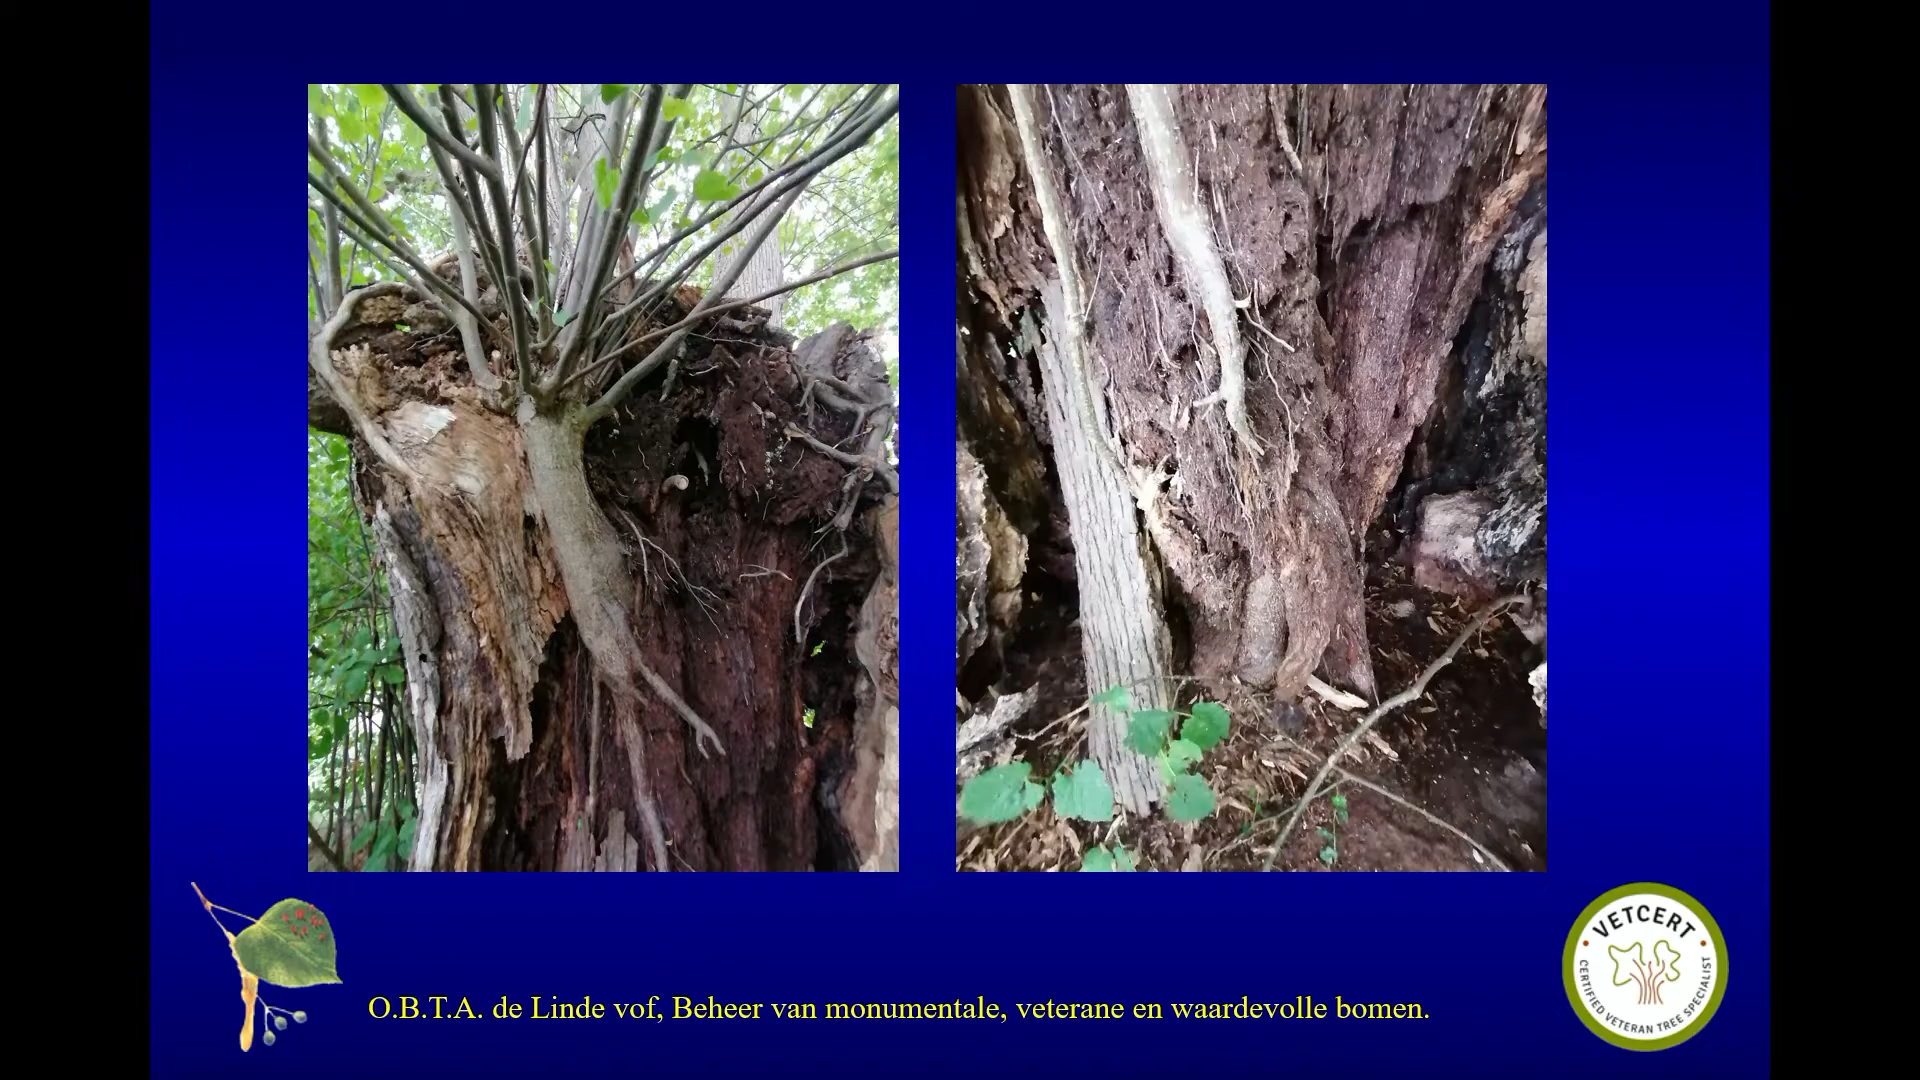 O.B.T.A. de Linde vof, Beheer van monumentale, veterane en waardevolle bomen.
VETCERT
CERTIFIED VETERAN TREE SPECIALIST